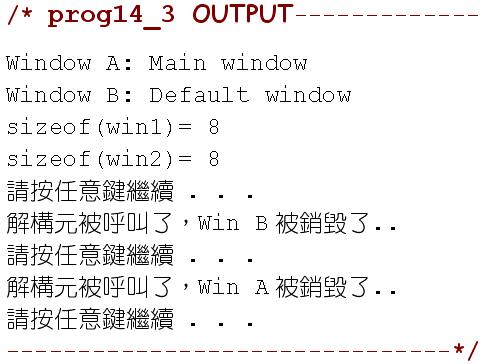 /* prog14_3 OUTPUT-------------
Window A: Main window
Window B: Default window
sizeof(win1)= 8
sizeof(win2)= 8
請按任意鍵繼續 . . .
解構元被呼叫了，Win B 被銷毀了..
請按任意鍵繼續 . . .
解構元被呼叫了，Win A 被銷毀了..
請按任意鍵繼續 . . .
-------------------------------*/